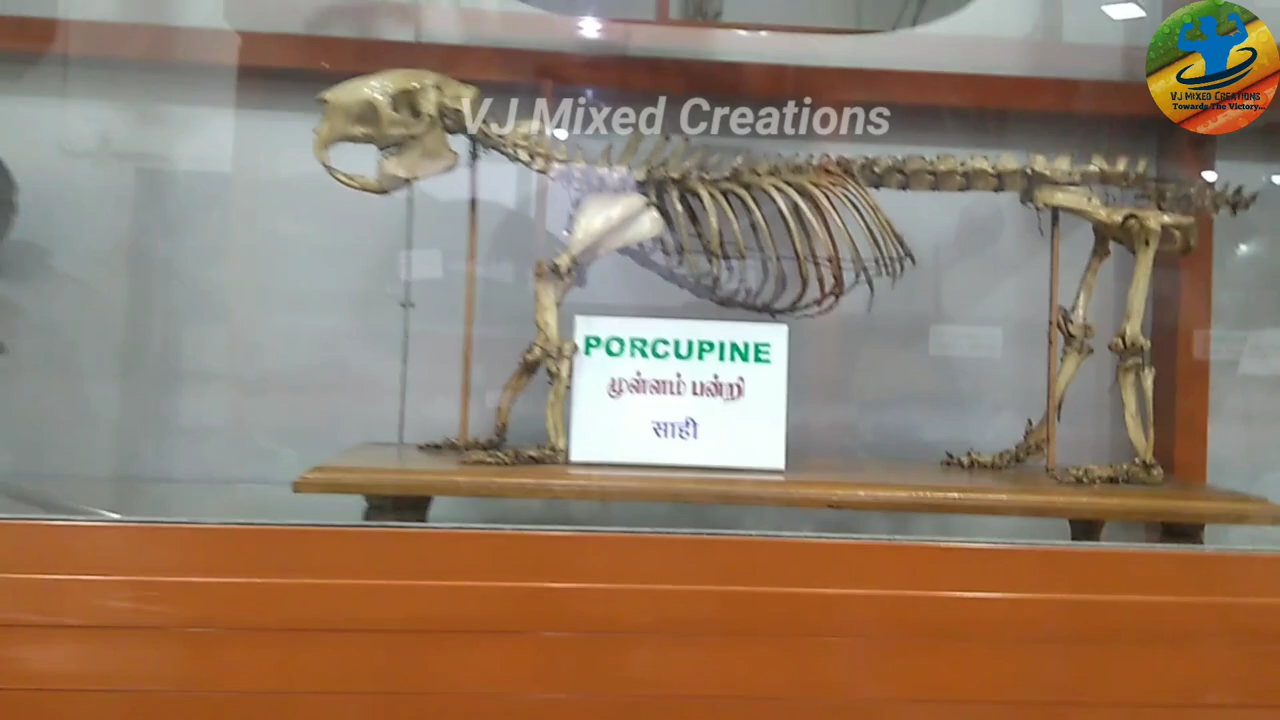 VJ MIXED CREATIONS
Towards The Victory...
VJ Mixed Creations
PORCUPINE
முள்ளம் பன்றி
साही